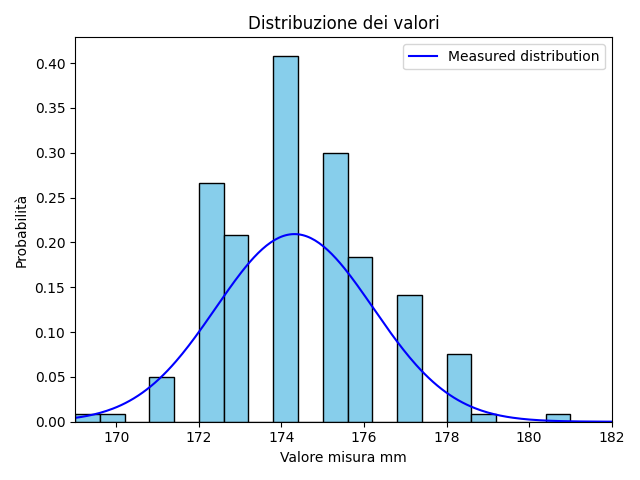 Distribuzione dei valori
Measured distribution
0.40
0.35
0.30
0.25
0.20
0.15
0.10
0.05
0.00
Probabilità
170 172 174 176 178 180 182
Valore misura mm